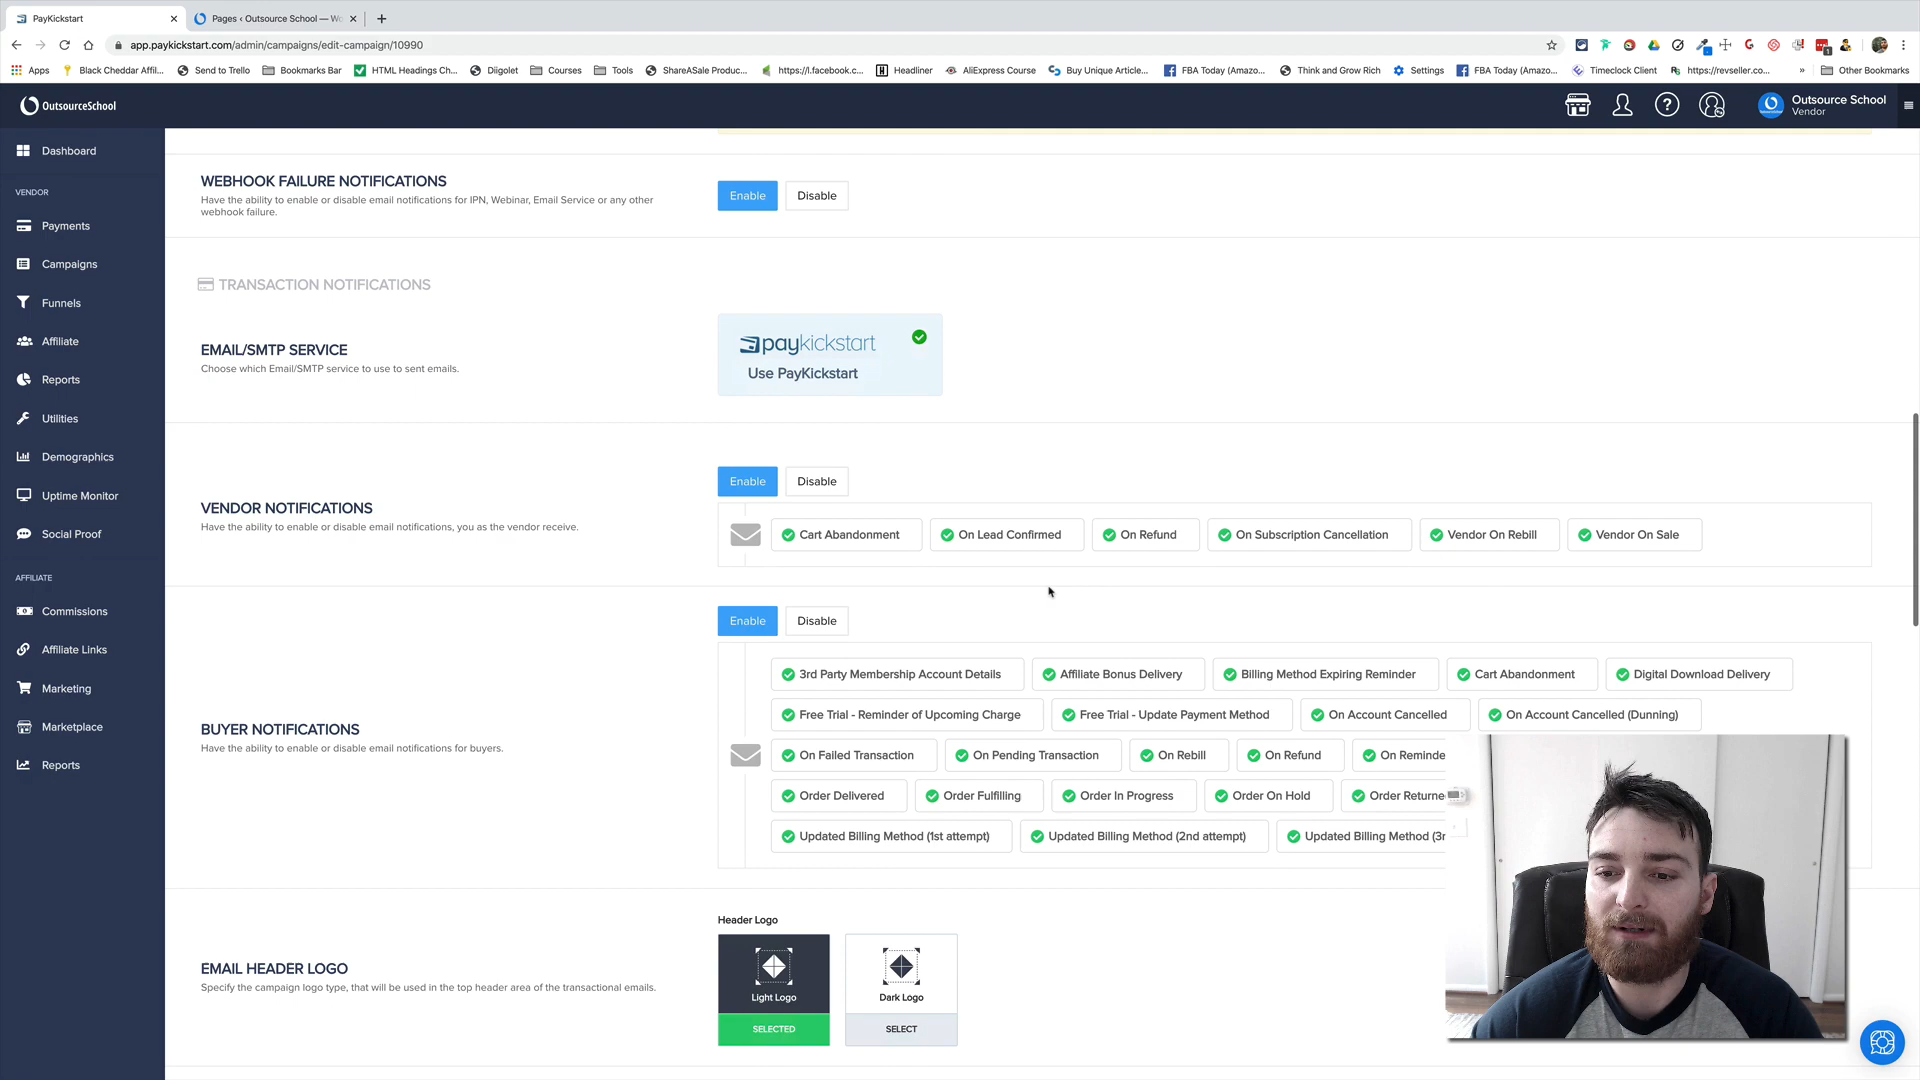 PayKickstart
Pages ‹ Outsource School — Wo
app.paykickstart.com/admin/campaigns/edit-campaign/10990
Apps
Black Cheddar Affil...
Send to Trello
Bookmarks Bar
HTML Headings Ch...
Diigolet
Courses
Tools
ShareASale Produc...
https://l.facebook.c...
Headliner
AliExpress Course
Buy Unique Article...
FBA Today (Amazo...
Think and Grow Rich
Settings
FBA Today (Amazo...
Timeclock Client
https://revseller.co...
»
Other Bookmarks
OutsourceSchool
Outsource School
Vendor
Dashboard
VENDOR
Payments
Campaigns
Funnels
Affiliate
Reports
Utilities
Demographics
Uptime Monitor
Social Proof
AFFILIATE
Commissions
Affiliate Links
Marketing
Marketplace
Reports
WEBHOOK FAILURE NOTIFICATIONS
Have the ability to enable or disable email notifications for IPN, Webinar, Email Service or any other
webhook failure.
Enable Disable
TRANSACTION NOTIFICATIONS
EMAIL/SMTP SERVICE
Choose which Email/SMTP service to use to sent emails.
paykickstart
Use PayKickstart
VENDOR NOTIFICATIONS
Have the ability to enable or disable email notifications, you as the vendor receive.
Enable Disable
Cart Abandonment On Lead Confirmed On Refund On Subscription Cancellation Vendor On Rebill Vendor On Sale
BUYER NOTIFICATIONS
Have the ability to enable or disable email notifications for buyers.
Enable Disable
3rd Party Membership Account Details Affiliate Bonus Delivery Billing Method Expiring Reminder Cart Abandonment Digital Download Delivery
Free Trial - Reminder of Upcoming Charge Free Trial - Update Payment Method On Account Cancelled On Account Cancelled (Dunning)
On Failed Transaction On Pending Transaction On Rebill On Refund On Reminde
Order Delivered Order Fulfilling Order In Progress Order On Hold Order Returne
Updated Billing Method (1st attempt) Updated Billing Method (2nd attempt) Updated Billing Method (3r
EMAIL HEADER LOGO
Specify the campaign logo type, that will be used in the top header area of the transactional emails.
Header Logo
Light Logo
SELECTED
Dark Logo
SELECT